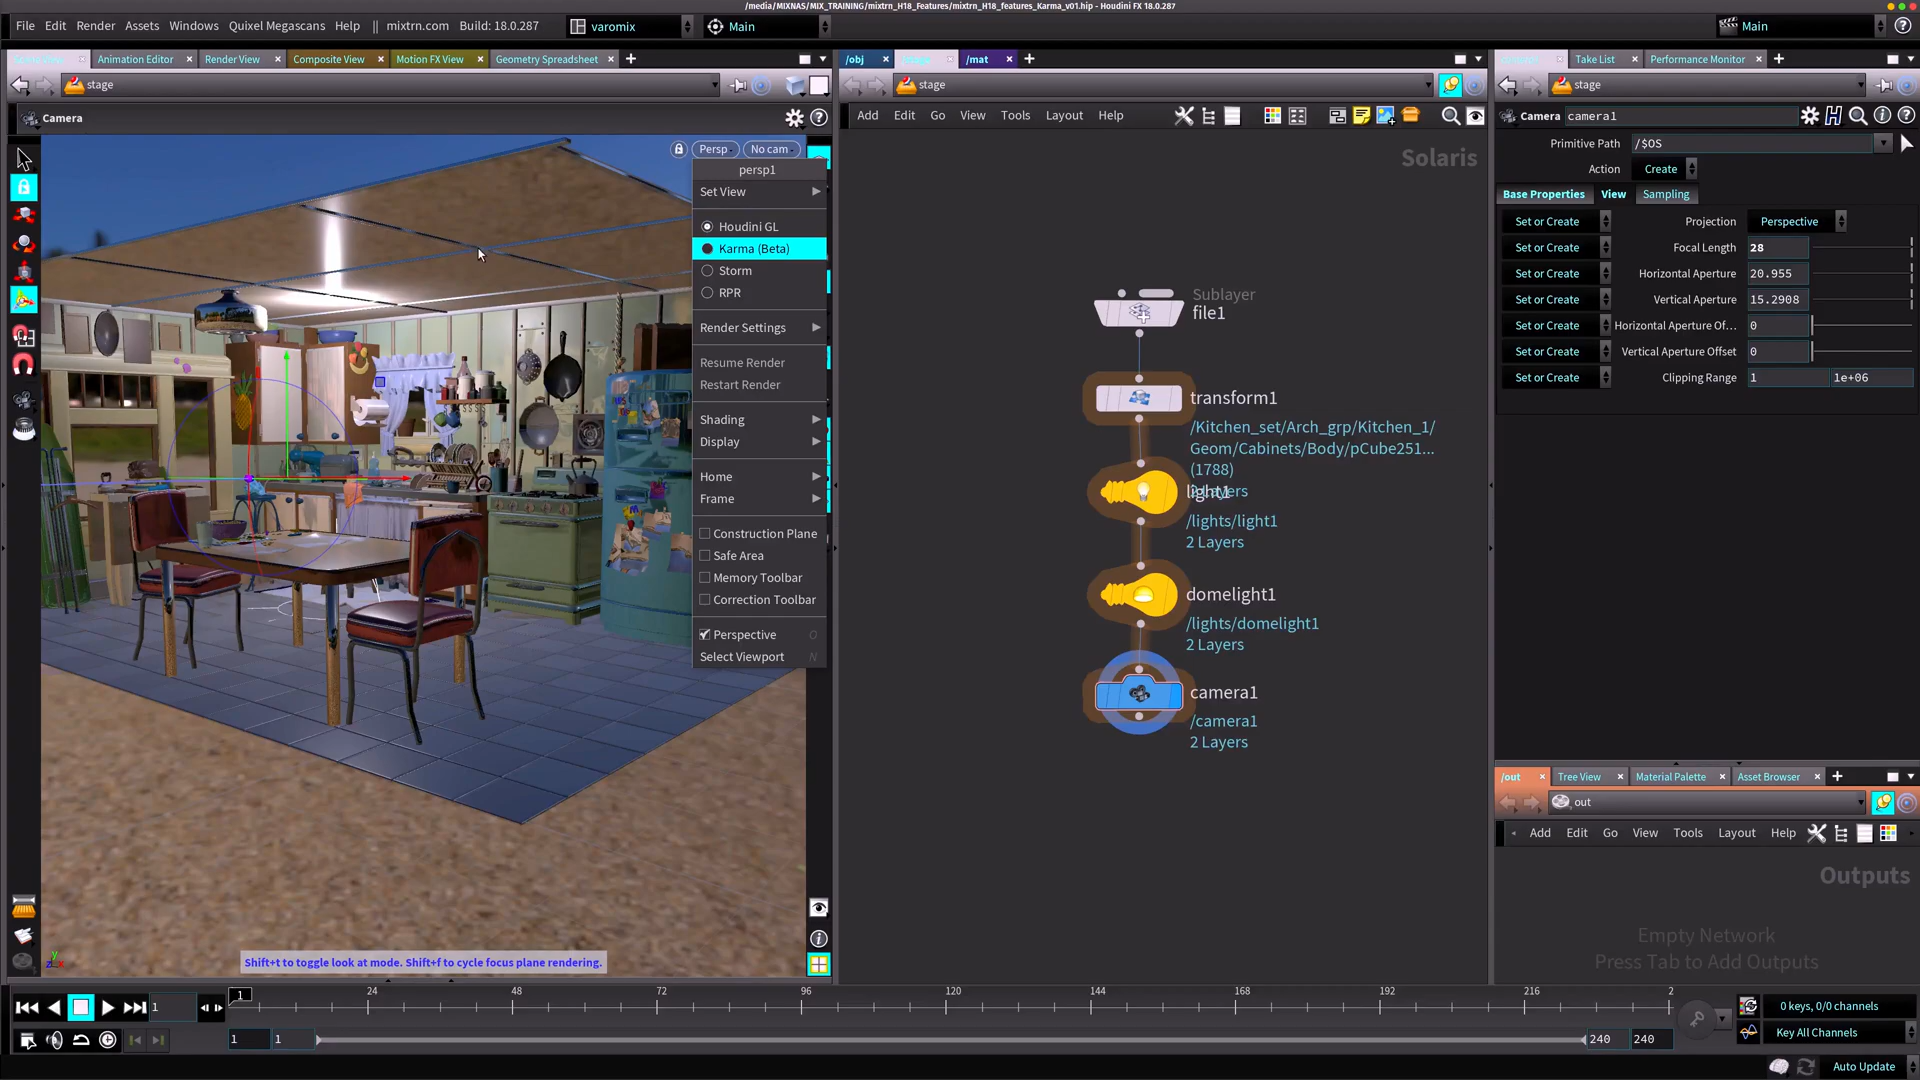 /media/MIXNAS/MIX_TRAINING/mixtrn_H18_Features/mixtrn_H18_features_Karma_v01.hip - Houdini FX 18.0.287
File Edit Render Assets Windows Quixel Megascans Help || mixtrn.com Build: 18.0.287 varomix Main Main
Animation Editor Render View Composite View Motion FX View Geometry Spreadsheet
stage
Camera
Persp No cam
persp1
Set View
Houdini GL
Karma (Beta)
Storm
RPR
Render Settings
Resume Render
Restart Render
Shading
Display
Home
Frame
Construction Plane
Safe Area
Memory Toolbar
Correction Toolbar
Perspective O
Select Viewport N
Shift+t to toggle look at mode. Shift+f to cycle focus plane rendering.
/obj /mat
stage
Add Edit Go View Tools Layout Help
Solaris
Sublayer
file1
transform1
/Kitchen_set/Arch_grp/Kitchen_1/
Geom/Cabinets/Body/pCube251...
(1788)
light1
/lights/light1
2 Layers
domelight1
/lights/domelight1
2 Layers
camera1
/camera1
2 Layers
Take List Performance Monitor
stage
Camera camera1
Primitive Path /$OS
Action Create
Base Properties View Sampling
Set or Create Projection Perspective
Set or Create Focal Length 28
Set or Create Horizontal Aperture 20.955
Set or Create Vertical Aperture 15.2908
Set or Create Horizontal Aperture Of... 0
Set or Create Vertical Aperture Offset 0
Set or Create Clipping Range 1 1e+06
/out Tree View Material Palette Asset Browser
out
Add Edit Go View Tools Layout Help
Outputs
Empty Network
Press Tab to Add Outputs
1 1 24 48 72 96 120 144 168 192 216 2
0 keys, 0/0 channels
1 1 240 240
Key All Channels
Auto Update